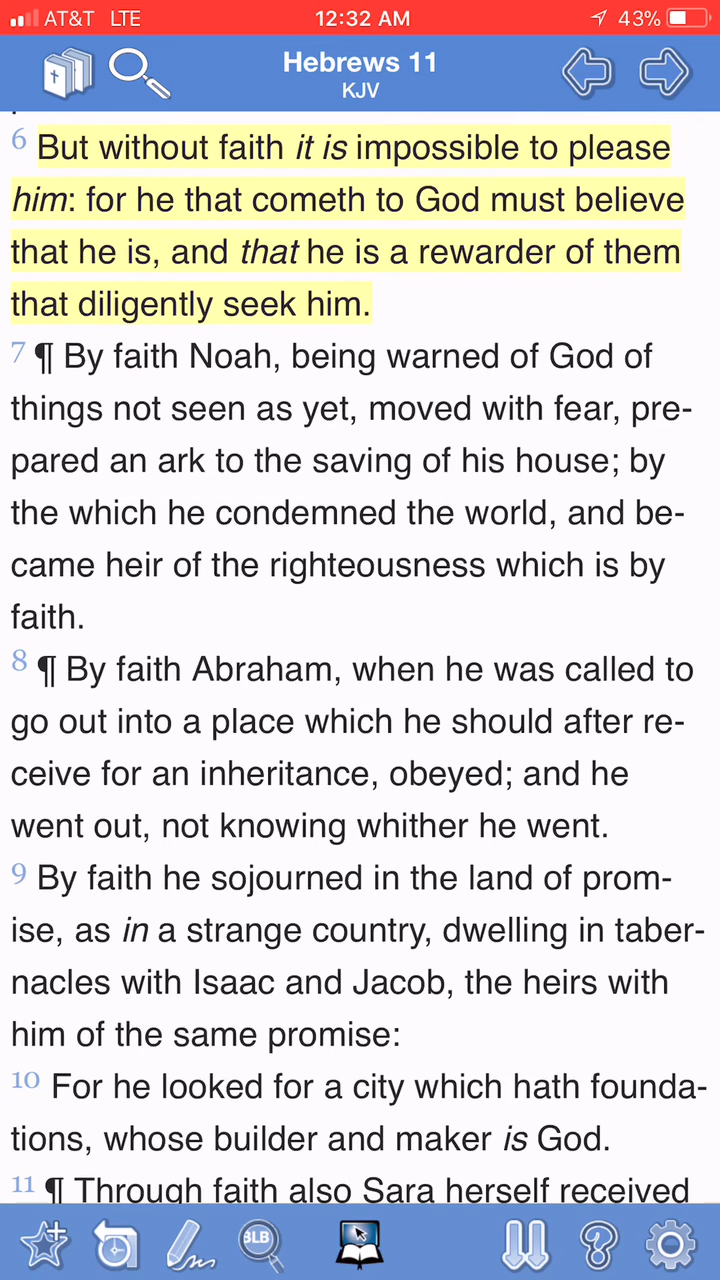 AT&T LTE 12:32 AM 43%
Hebrews 11
KJV
6 But without faith it is impossible to please
him: for he that cometh to God must believe
that he is, and that he is a rewarder of them
that diligently seek him.
7 ¶ By faith Noah, being warned of God of
things not seen as yet, moved with fear, pre-
pared an ark to the saving of his house; by
the which he condemned the world, and be-
came heir of the righteousness which is by
faith.
8 ¶ By faith Abraham, when he was called to
go out into a place which he should after re-
ceive for an inheritance, obeyed; and he
went out, not knowing whither he went.
9 By faith he sojourned in the land of prom-
ise, as in a strange country, dwelling in taber-
nacles with Isaac and Jacob, the heirs with
him of the same promise:
10 For he looked for a city which hath founda-
tions, whose builder and maker is God.
11 ¶ Through faith also Sara herself received
BLB